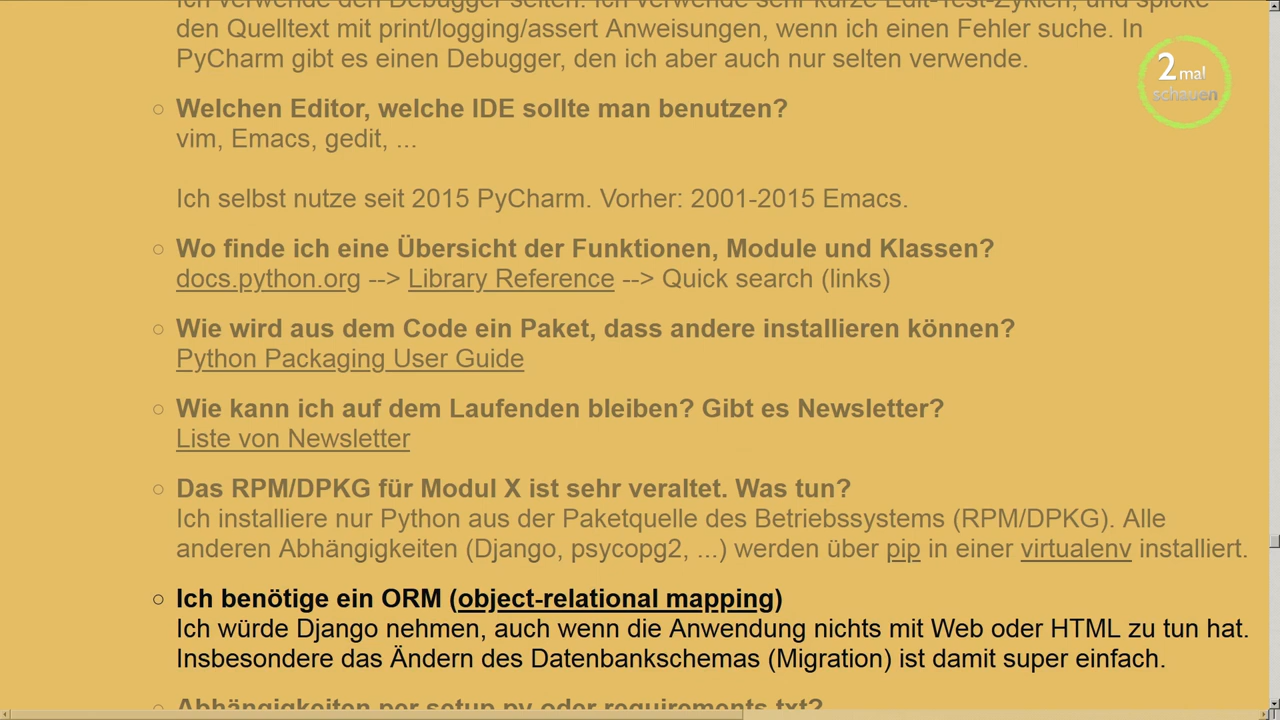 Ich verwende den Debugger selten. Ich verwende sehr kurze Edit-Test-Zyklen, und spicke
den Quelltext mit print/logging/assert Anweisungen, wenn ich einen Fehler suche. In
PyCharm gibt es einen Debugger, den ich aber auch nur selten verwende.
2 mal
schauen
Welchen Editor, welche IDE sollte man benutzen?
vim, Emacs, gedit, ...
Ich selbst nutze seit 2015 PyCharm. Vorher: 2001-2015 Emacs.
Wo finde ich eine Übersicht der Funktionen, Module und Klassen?
docs.python.org --> Library Reference --> Quick search (links)
Wie wird aus dem Code ein Paket, dass andere installieren können?
Python Packaging User Guide
Wie kann ich auf dem Laufenden bleiben? Gibt es Newsletter?
Liste von Newsletter
Das RPM/DPKG für Modul X ist sehr veraltet. Was tun?
Ich installiere nur Python aus der Paketquelle des Betriebssystems (RPM/DPKG). Alle
anderen Abhängigkeiten (Django, psycopg2, ...) werden über pip in einer virtualenv installiert.
Ich benötige ein ORM (object-relational mapping)
Ich würde Django nehmen, auch wenn die Anwendung nichts mit Web oder HTML zu tun hat.
Insbesondere das Ändern des Datenbankschemas (Migration) ist damit super einfach.
Abhängigkeiten per setup.py oder requirements.txt?